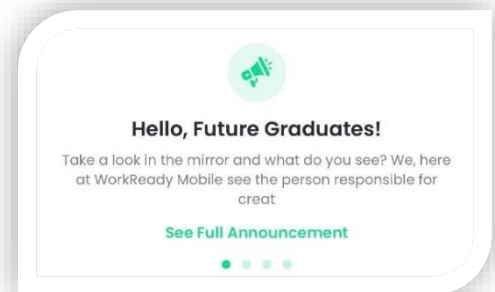 Hello, Future Graduates!
Take a look in the mirror and what do you see? We, here
at WorkReady Mobile see the person responsible for
creat
See Full Announcement